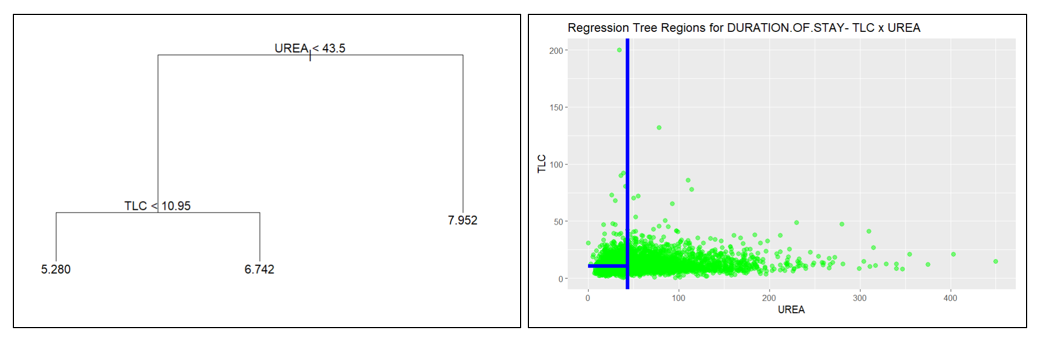 UREA < 43.5
TLC < 10.95
7.952
5.280
6.742
Regression Tree Regions for DURATION.OF.STAY- TLC x UREA
200
150
100
50
0
TLC
0
100
200
300
400
UREA